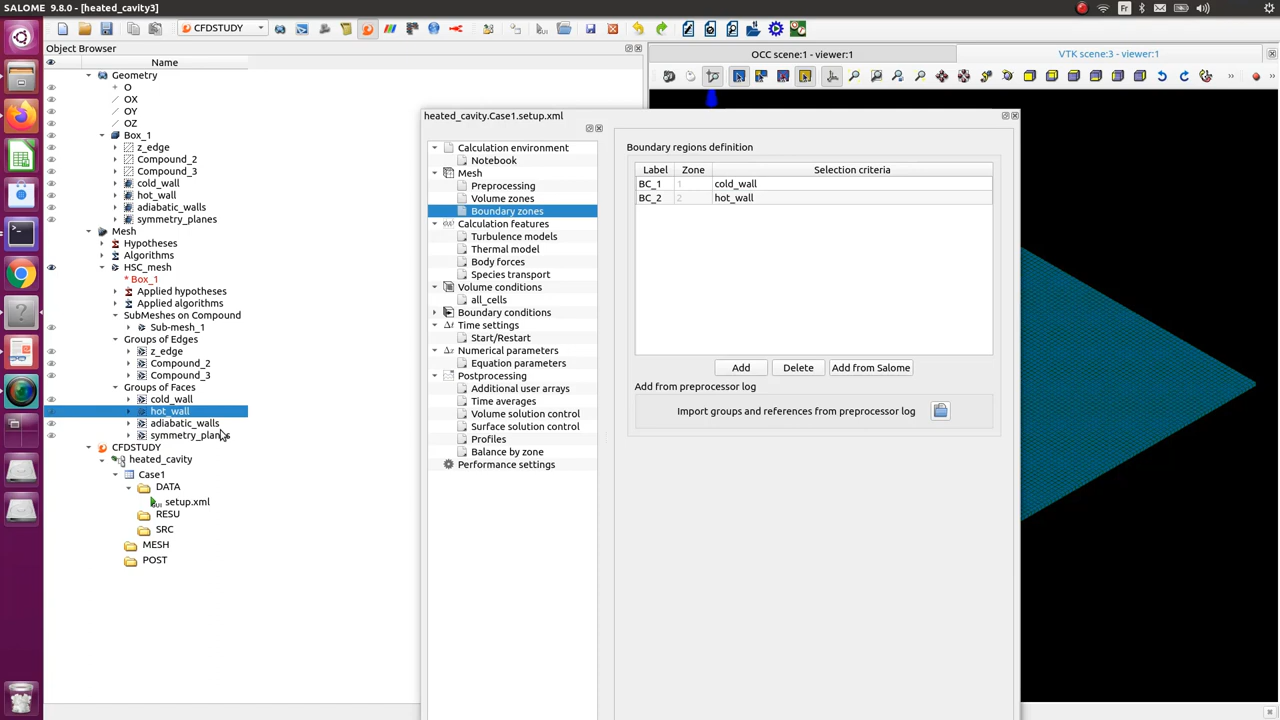 SALOME 9.8.0 - [heated_cavity3]
Fr
CFDSTUDY
Object Browser
Name
Geometry
O
OX
OY
OZ
Box_1
z_edge
Compound_2
Compound_3
cold_wall
hot_wall
adiabatic_walls
symmetry_planes
Mesh
Hypotheses
Algorithms
HSC_mesh
* Box_1
Applied hypotheses
Applied algorithms
SubMeshes on Compound
Sub-mesh_1
Groups of Edges
z_edge
Compound_2
Compound_3
Groups of Faces
cold_wall
hot_wall
adiabatic_walls
symmetry_planes
CFDSTUDY
heated_cavity
Case1
DATA
setup.xml
RESU
SRC
MESH
POST
OCC scene:1 - viewer:1
VTK scene:3 - viewer:1
heated_cavity.Case1.setup.xml
Calculation environment
Notebook
Mesh
Preprocessing
Volume zones
Boundary zones
Calculation features
Turbulence models
Thermal model
Body forces
Species transport
Volume conditions
all_cells
Boundary conditions
Time settings
Start/Restart
Numerical parameters
Equation parameters
Postprocessing
Additional user arrays
Time averages
Volume solution control
Surface solution control
Profiles
Balance by zone
Performance settings
Boundary regions definition
Label Zone Selection criteria
BC_1 1 cold_wall
BC_2 2 hot_wall
Add Delete Add from Salome
Add from preprocessor log
Import groups and references from preprocessor log